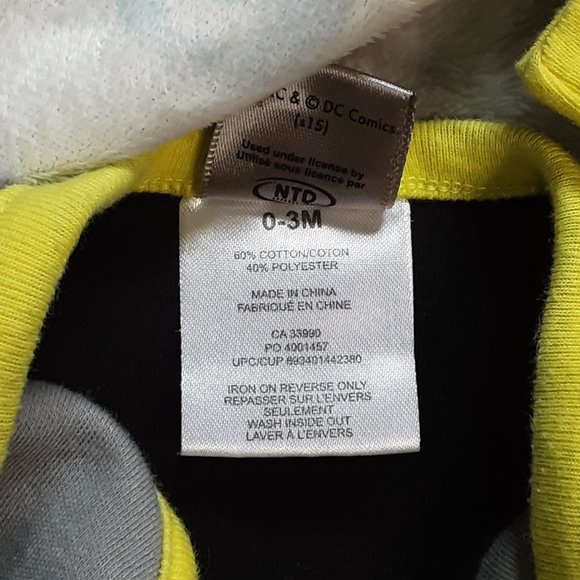 & © DC Comics.
(s15)
Used under license by
Utilisé sous licence par
NTD
0-3M
60% COTTON/COTON
40% POLYESTER
MADE IN CHINA
FABRIQUÉ EN CHINE
CA 33990
PO 4001457
UPC/CUP 893401442380
IRON ON REVERSE ONLY
REPASSER SUR L'ENVERS
SEULEMENT
WASH INSIDE OUT
LAVER À L'ENVERS